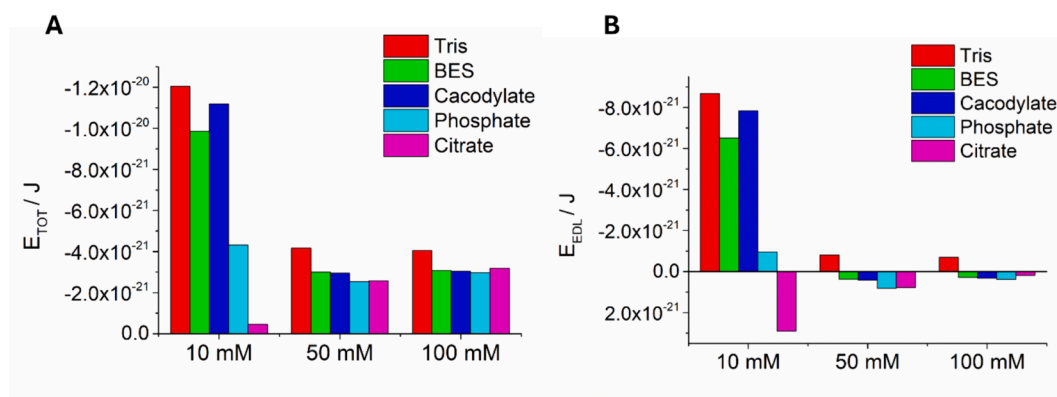 A
Tris
BES
Cacodylate
Phosphate
Citrate
-1.2x10⁻²⁰
-1.0x10⁻²⁰
-8.0x10⁻²¹
-6.0x10⁻²¹
-4.0x10⁻²¹
-2.0x10⁻²¹
0.0
E_TOT / J
10 mM 50 mM 100 mM
B
Tris
BES
Cacodylate
Phosphate
Citrate
-8.0x10⁻²¹
-6.0x10⁻²¹
-4.0x10⁻²¹
-2.0x10⁻²¹
0.0
2.0x10⁻²¹
E_EDL / J
10 mM 50 mM 100 mM